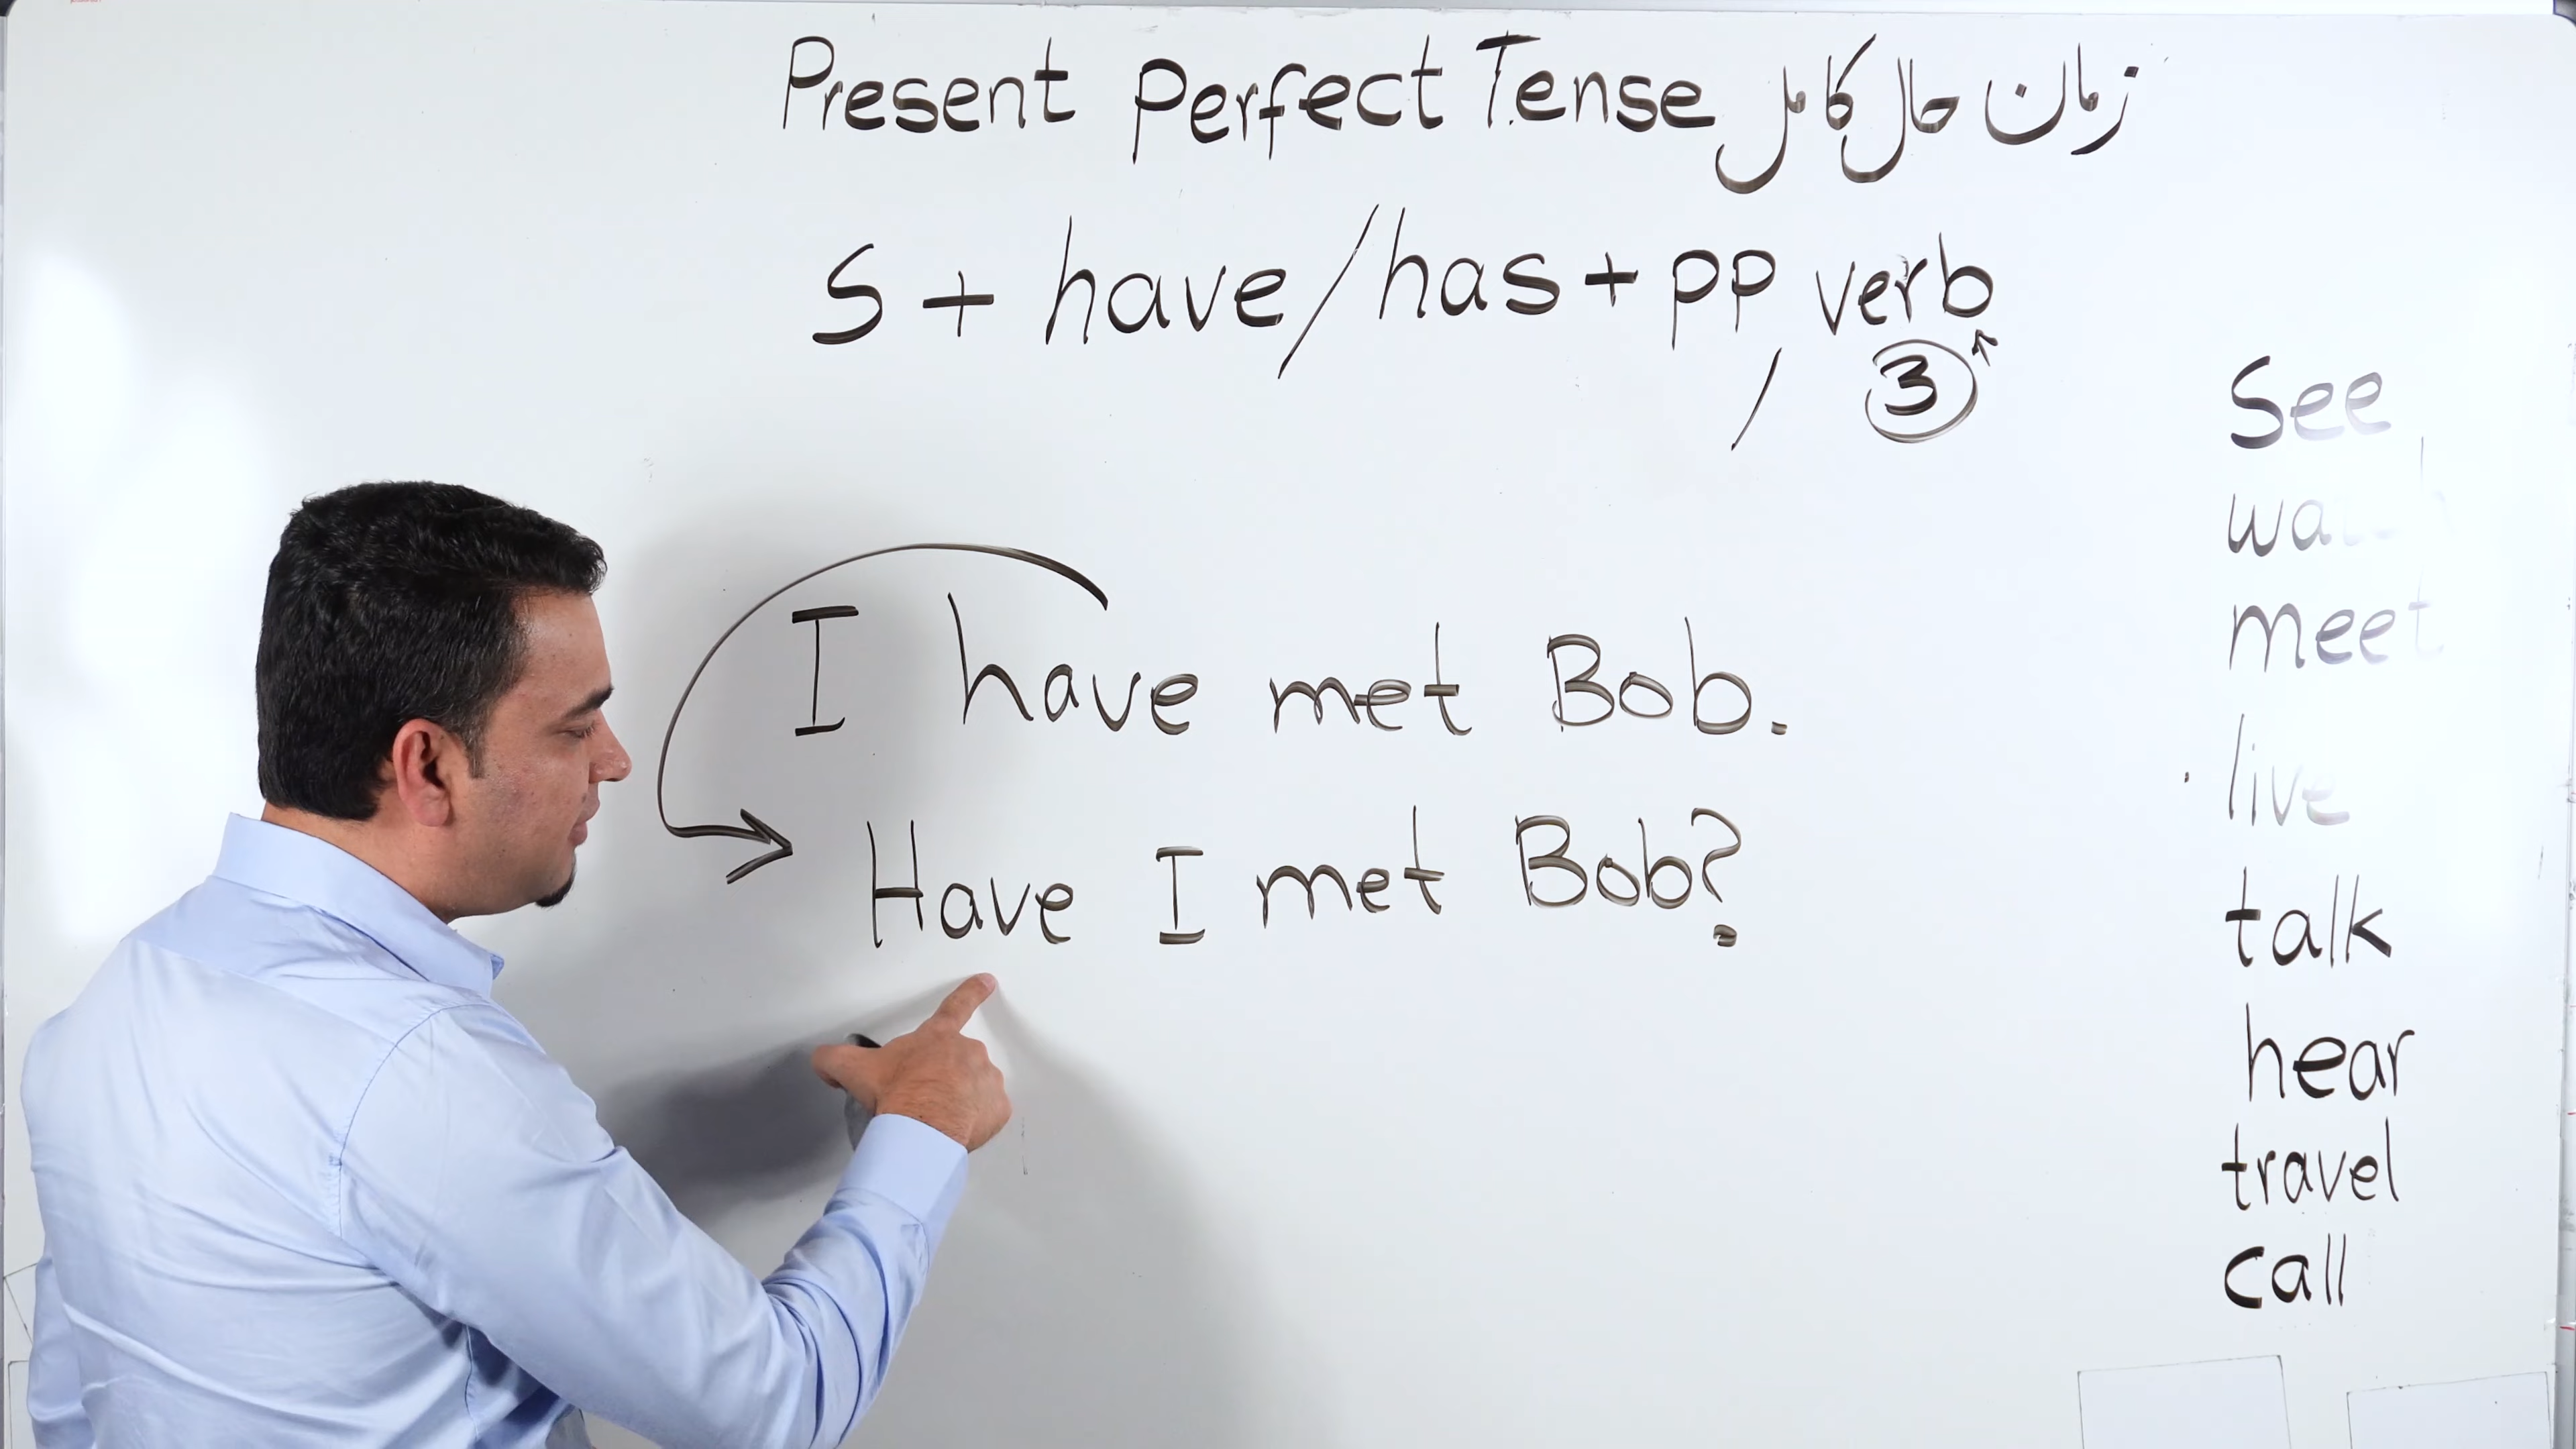 Present Perfect Tense زمان حال کامل
S + have/has + pp verb
/ ③
I have met Bob.
Have I met Bob?
See
meet
live
talk
hear
travel
call